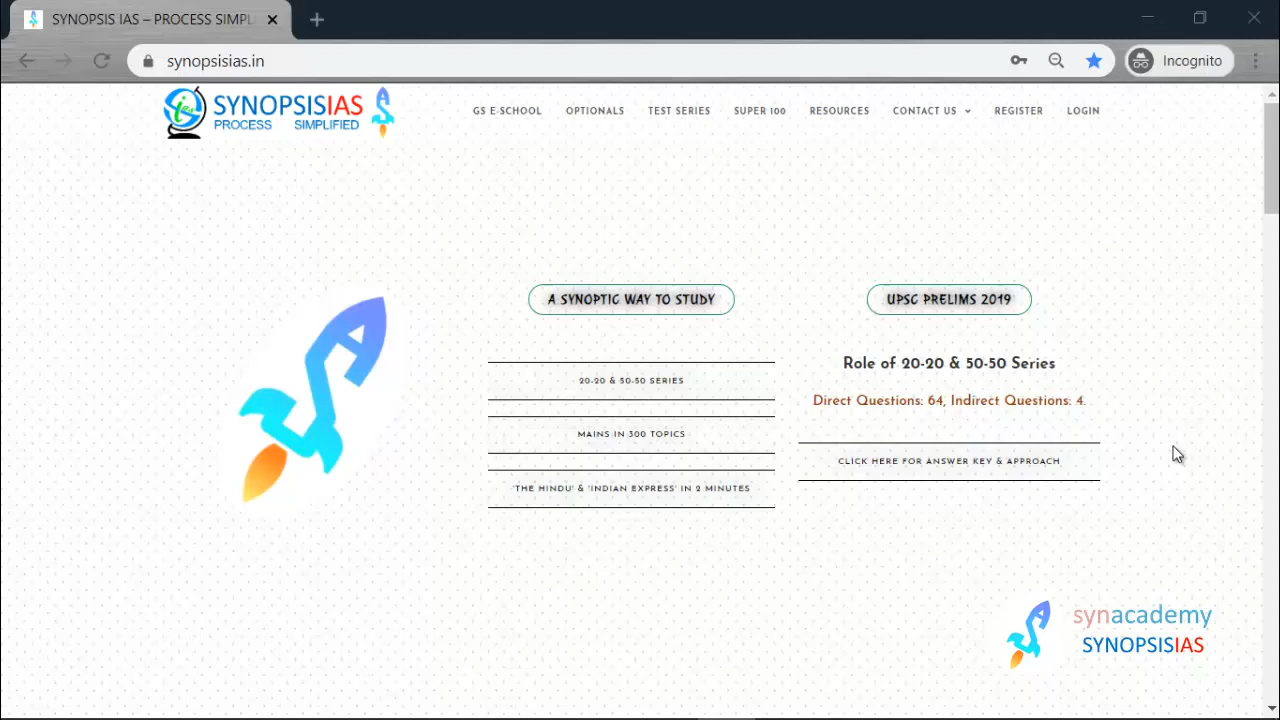 SYNOPSIS IAS – PROCESS SIMPL
synopsisias.in
Incognito
ias
SYNOPSISIAS
PROCESS SIMPLIFIED
GS E-SCHOOL OPTIONALS TEST SERIES SUPER 100 RESOURCES CONTACT US REGISTER LOGIN
A SYNOPTIC WAY TO STUDY
20-20 & 50-50 SERIES
MAINS IN 300 TOPICS
'THE HINDU' & 'INDIAN EXPRESS' IN 2 MINUTES
UPSC PRELIMS 2019
Role of 20-20 & 50-50 Series
Direct Questions: 64, Indirect Questions: 4.
CLICK HERE FOR ANSWER KEY & APPROACH
synacademy
SYNOPSISIAS